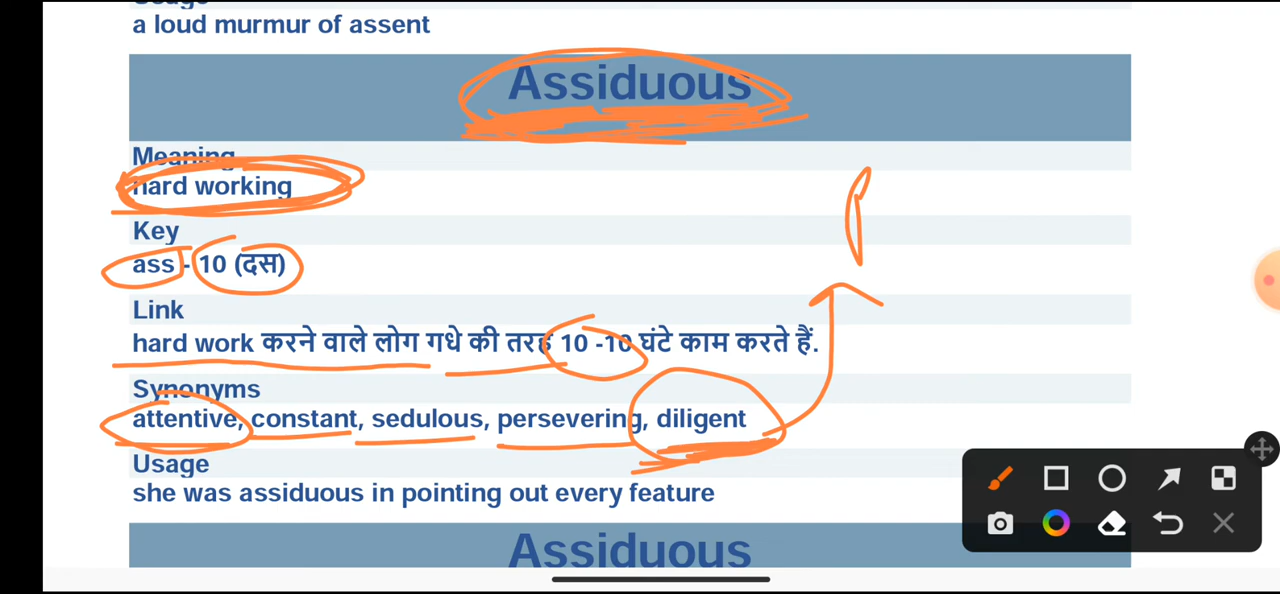 a loud murmur of assent
Assiduous
Meaning
hard working
Key
ass - 10 (दस)
Link
hard work करने वाले लोग गधे की तरह 10 -10 घंटे काम करते हैं.
Synonyms
attentive, constant, sedulous, persevering, diligent
Usage
she was assiduous in pointing out every feature
Assiduous